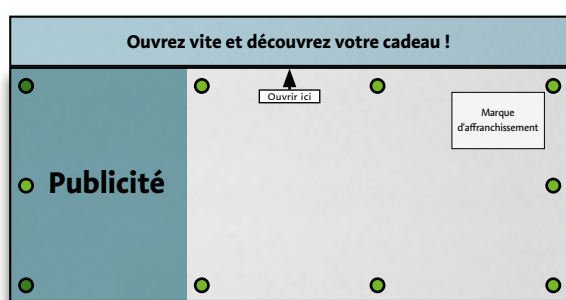 Ouvrez vite et découvrez votre cadeau !
Ouvrir ici
Marque
d'affranchissement
Publicité